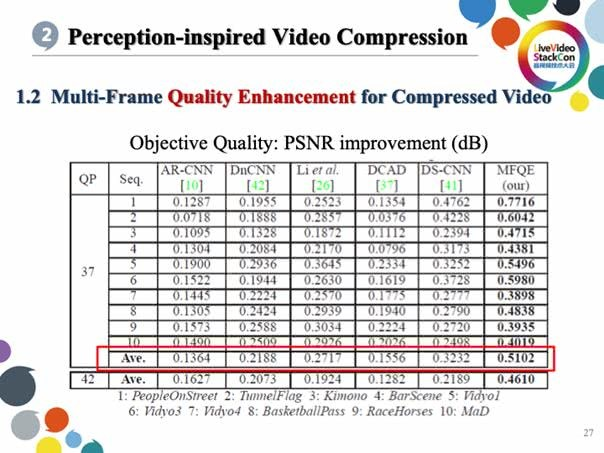 2 Perception-inspired Video Compression
LiveVideo
StackCon
音视频技术大会
1.2 Multi-Frame Quality Enhancement for Compressed Video
Objective Quality: PSNR improvement (dB)
QP Seq. AR-CNN [10] DnCNN [42] Li et al. [26] DCAD [37] DS-CNN [41] MFQE (our)
37
1 0.1287 0.1955 0.2523 0.1354 0.4762 0.7716
2 0.0718 0.1888 0.2857 0.0376 0.4228 0.6042
3 0.1095 0.1328 0.1872 0.1112 0.2394 0.4715
4 0.1304 0.2084 0.2170 0.0796 0.3173 0.4381
5 0.1900 0.2936 0.3645 0.2334 0.3252 0.5496
6 0.1522 0.1944 0.2630 0.1619 0.3728 0.5980
7 0.1445 0.2224 0.2570 0.1775 0.2777 0.3898
8 0.1305 0.2424 0.2939 0.1940 0.2790 0.4838
9 0.1573 0.2588 0.3034 0.2224 0.2720 0.3935
10 0.1490 0.2509 0.2926 0.2026 0.2498 0.4019
Ave. 0.1364 0.2188 0.2717 0.1556 0.3232 0.5102
42 Ave. 0.1627 0.2073 0.1924 0.1282 0.2189 0.4610
1: PeopleOnStreet 2: TunnelFlag 3: Kimono 4: BarScene 5: Vidyo1
6: Vidyo3 7: Vidyo4 8: BasketballPass 9: RaceHorses 10: MaD
27